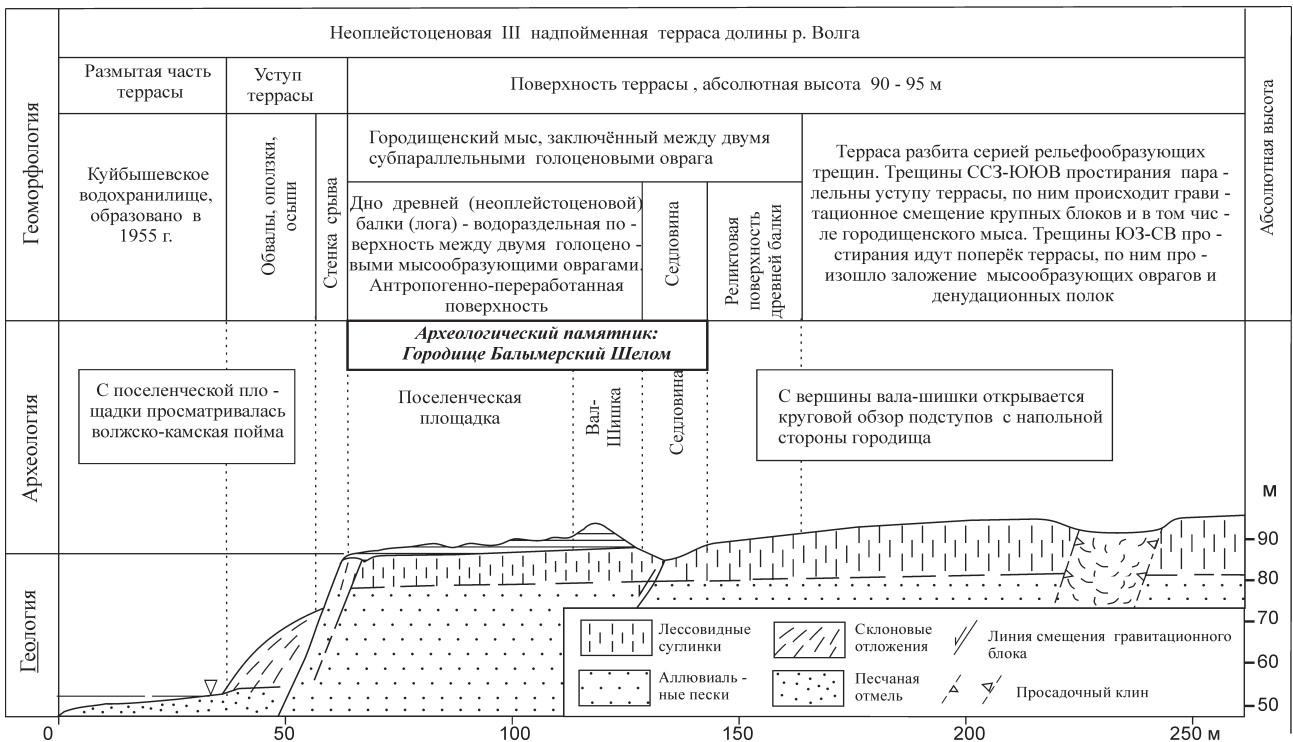 Геоморфология
Неоплейстоценовая III надпойменная терраса долины р. Волга
Абсолютная высота
Размытая часть
террасы
Уступ
террасы
Поверхность террасы , абсолютная высота 90 - 95 м
Куйбышевское
водохранилище,
образовано в
1955 г.
Обвалы, ополозки,
осыпи
Стенка срыва
Городищенский мыс, заключённый между двумя
субпараллельными голоценовыми оврага
Дно древней (неоплейстоценовой)
балки (лога) - водораздельная по -
верхность между двумя голоцено -
выми мысообразующими оврагами.
Антропогенно-переработанная
поверхность
Седловина
Реликтовая
поверхность
древней балки
Терраса разбита серией рельефообразующих
трещин. Трещины ССЗ-ЮЮВ простирания пара -
лельны уступу террасы, по ним происходит грави -
тационное смещение крупных блоков и в том чис -
ле городищенского мыса. Трещины ЮЗ-СВ про -
стирания идут поперёк террасы, по ним про -
изошло заложение мысообразующих оврагов и
денудационных полок
Археология
Археологический памятник:
Городище Балымерский Шелом
С поселенческой пло -
щадки просматривалась
волжско-камская пойма
Поселенческая
площадка
Вал-
Шишка
Седловина
С вершины вала-шишки открывается
круговой обзор подступов с напольной
стороны городища
м
90
80
70
60
50
Геология
Лессовидные
суглинки
Склоновые
отложения
Линия смещения гравитационного
блока
Аллювиаль -
ные пески
Песчаная
отмель
Просадочный клин
0
50
100
150
200
250 м